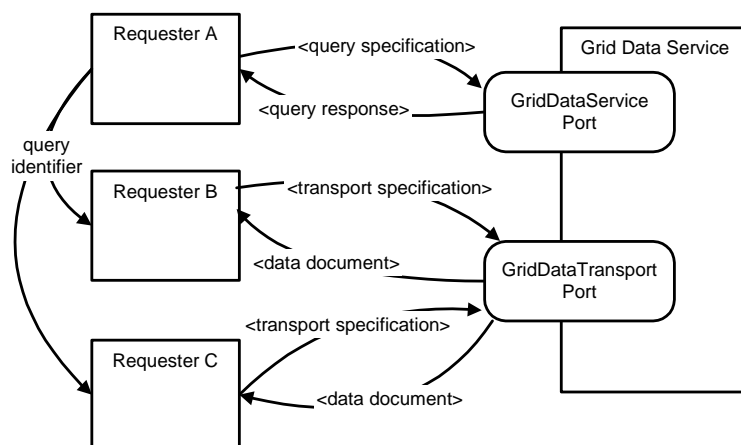 Requester A
<query specification>
Grid Data Service
<query response>
GridDataService
Port
query
identifier
Requester B
<transport specification>
<data document>
GridDataTransport
Port
<transport specification>
Requester C
<data document>